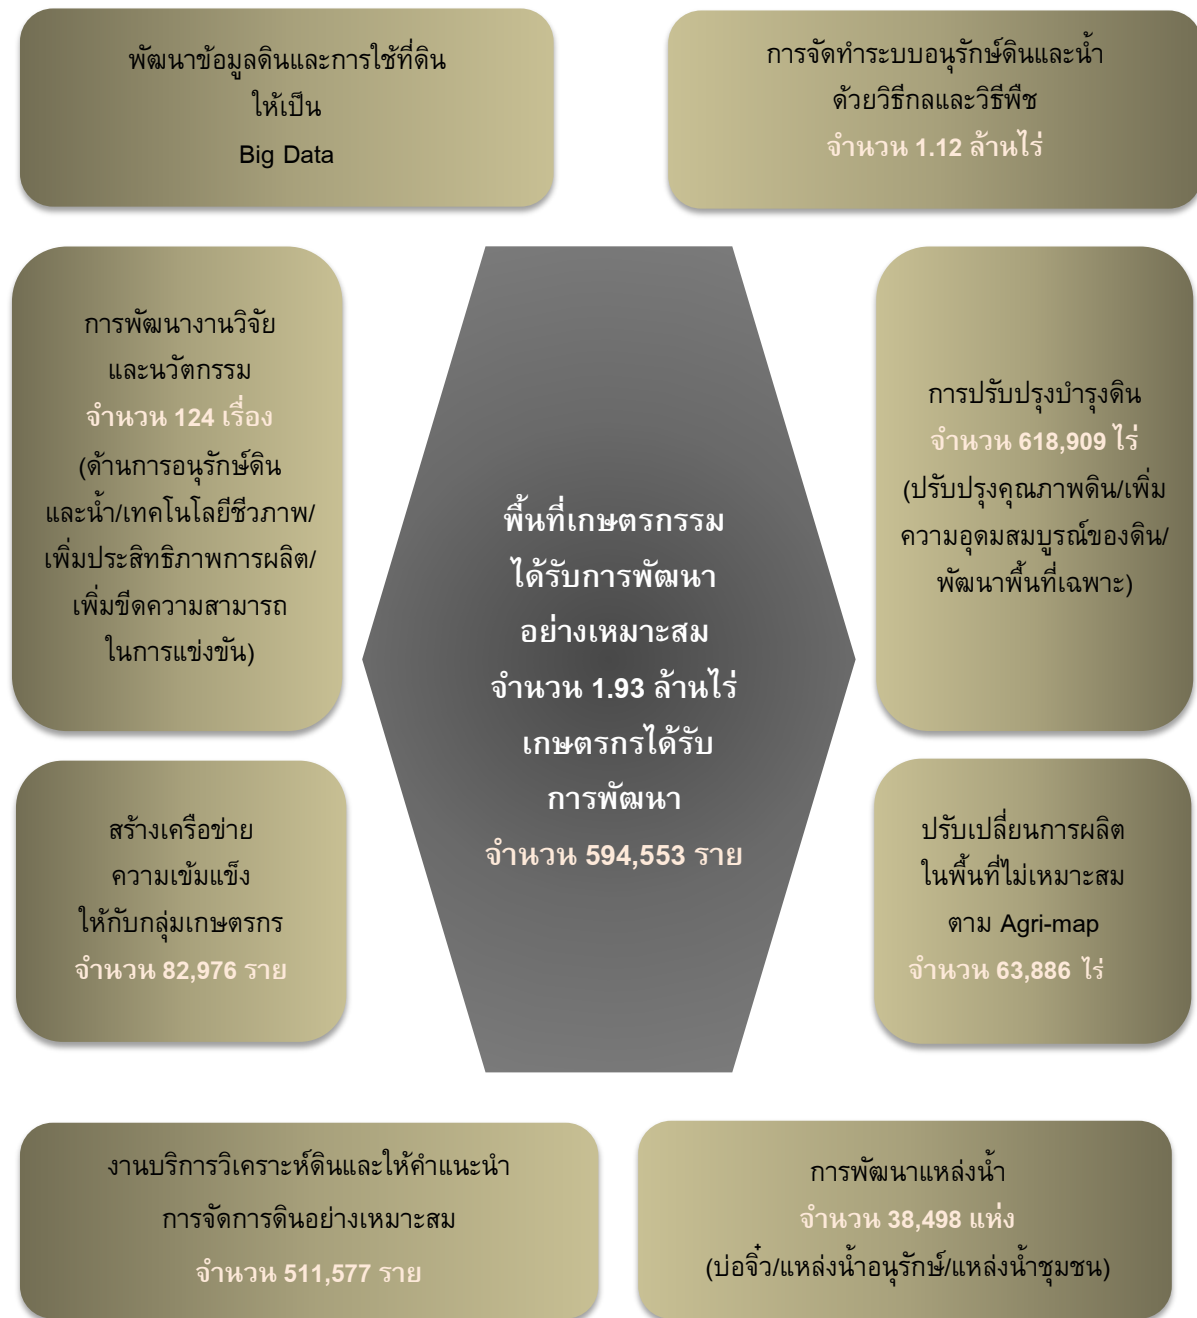 พัฒนาข้อมูลดินและการใช้ที่ดิน
ให้เป็น
Big Data
การจัดทำระบบอนุรักษ์ดินและน้ำ
ด้วยวิธีกลและวิธีพืช
จำนวน 1.12 ล้านไร่
การพัฒนางานวิจัย
และนวัตกรรม
จำนวน 124 เรื่อง
(ด้านการอนุรักษ์ดิน
และน้ำ/เทคโนโลยีชีวภาพ/
เพิ่มประสิทธิภาพการผลิต/
เพิ่มขีดความสามารถ
ในการแข่งขัน)
พื้นที่เกษตรกรรม
ได้รับการพัฒนา
อย่างเหมาะสม
จำนวน 1.93 ล้านไร่
เกษตรกรได้รับ
การพัฒนา
จำนวน 594,553 ราย
การปรับปรุงบำรุงดิน
จำนวน 618,909 ไร่
(ปรับปรุงคุณภาพดิน/เพิ่ม
ความอุดมสมบูรณ์ของดิน/
พัฒนาพื้นที่เฉพาะ)
สร้างเครือข่าย
ความเข้มแข็ง
ให้กับกลุ่มเกษตรกร
จำนวน 82,976 ราย
ปรับเปลี่ยนการผลิต
ในพื้นที่ไม่เหมาะสม
ตาม Agri-map
จำนวน 63,886 ไร่
งานบริการวิเคราะห์ดินและให้คำแนะนำ
การจัดการดินอย่างเหมาะสม
จำนวน 511,577 ราย
การพัฒนาแหล่งน้ำ
จำนวน 38,498 แห่ง
(บ่อจิ๋ว/แหล่งน้ำอนุรักษ์/แหล่งน้ำชุมชน)